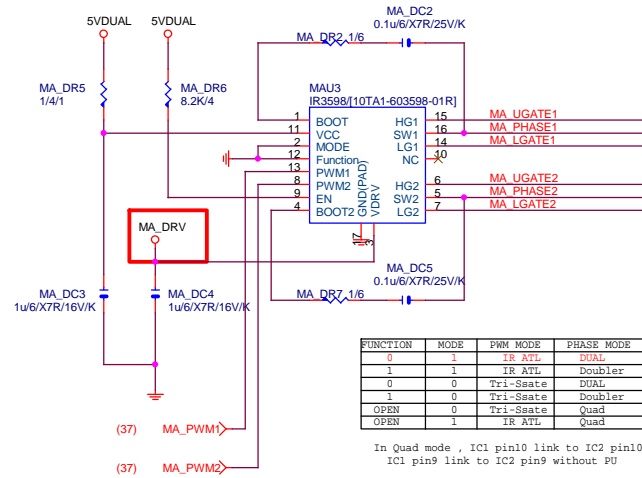 5VDUAL 5VDUAL
MA_DC2
0.1u/6/X7R/25V/K
MA_DR2 1/6
MA_DR5
1/4/1
MA_DR6
8.2K/4
MAU3
IR3598/[10TA1-603598-01R]
1 BOOT HG1 15 MA_UGATE1
11 VCC SW1 16 MA_PHASE1
2 MODE LG1 14 MA_LGATE1
12 Function NC 10
13 PWM1
8 PWM2 HG2 6 MA_UGATE2
9 EN SW2 5 MA_PHASE2
4 BOOT2 LG2 7 MA_LGATE2
GND(PAD)
VDRV
17
3
MA_DRV
MA_DC3
1u/6/X7R/16V/K
MA_DC4
1u/6/X7R/16V/K
MA_DC5
0.1u/6/X7R/25V/K
MA_DR7 1/6
FUNCTION MODE PWM MODE PHASE MODE
0 1 IR ATL DUAL
1 1 IR ATL Doubler
0 0 Tri-Ssate DUAL
1 0 Tri-Ssate Doubler
OPEN 0 Tri-Ssate Quad
OPEN 1 IR ATL Quad
In Quad mode , IC1 pin10 link to IC2 pin10
IC1 pin9 link to IC2 pin9 without PU
(37) MA_PWM1
(37) MA_PWM2